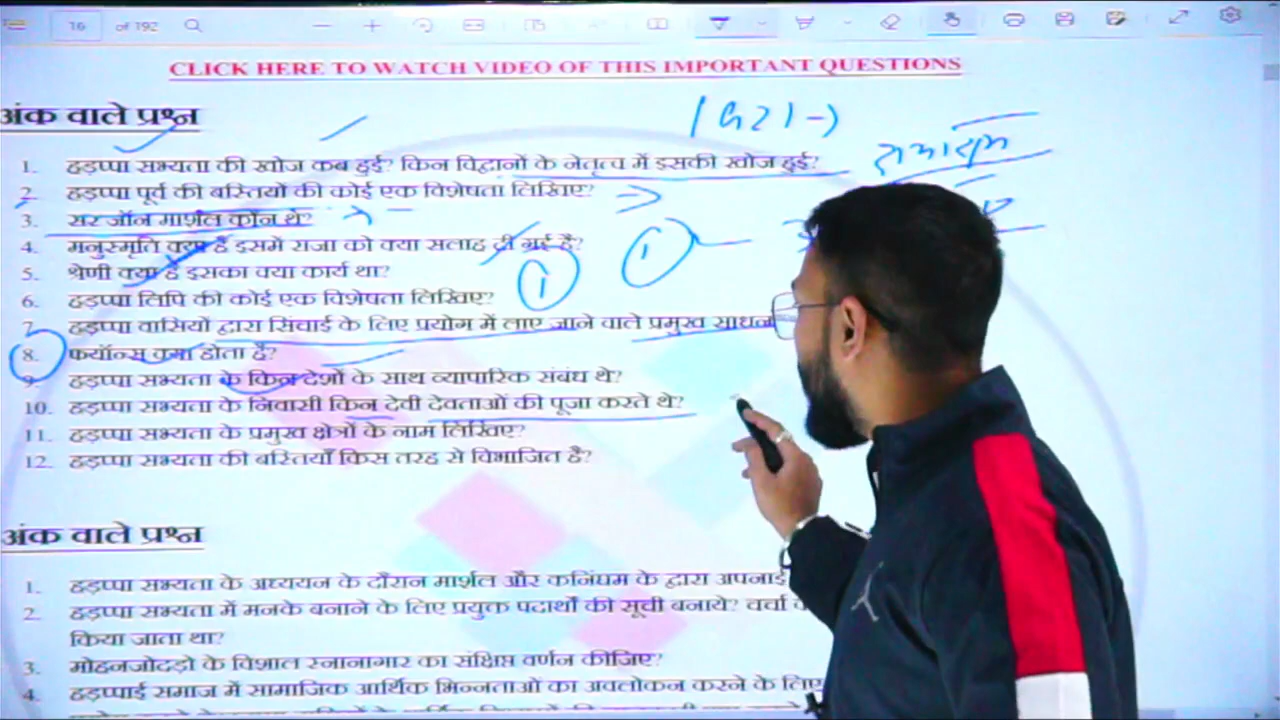 16 of 192
CLICK HERE TO WATCH VIDEO OF THIS IMPORTANT QUESTIONS
अंक वाले प्रश्न
1. हड़प्पा सभ्यता की खोज कब हुई? किन विद्वानों के नेतृत्व में इसकी खोज हुई?
2. हड़प्पा पूर्व की बस्तियों की कोई एक विशेषता लिखिए?
3. सर जॉन मार्शल कौन थे?
4. मनुस्मृति क्या है इसमें राजा को क्या सलाह दी गई है?
5. श्रेणी क्या है इसका क्या कार्य था?
6. हड़प्पा लिपि की कोई एक विशेषता लिखिए?
7. हड़प्पा वासियों द्वारा सिंचाई के लिए प्रयोग में लाए जाने वाले प्रमुख साधन
8. फयॉन्स क्या होता है?
9. हड़प्पा सभ्यता के किन देशों के साथ व्यापारिक संबंध थे?
10. हड़प्पा सभ्यता के निवासी किन देवी देवताओं की पूजा करते थे?
11. हड़प्पा सभ्यता के प्रमुख क्षेत्रों के नाम लिखिए?
12. हड़प्पा सभ्यता की बस्तियाँ किस तरह से विभाजित है?
अंक वाले प्रश्न
1. हड़प्पा सभ्यता के अध्ययन के दौरान मार्शल और कनिंघम के द्वारा अपनाई
2. हड़प्पा सभ्यता में मनके बनाने के लिए प्रयुक्त पदार्थों की सूची बनाये? चर्चा
किया जाता था?
3. मोहनजोदड़ो के विशाल स्नानागार का संक्षिप्त वर्णन कीजिए?
4. हड़प्पाई समाज में सामाजिक आर्थिक भिन्नताओं का अवलोकन करने के लिए